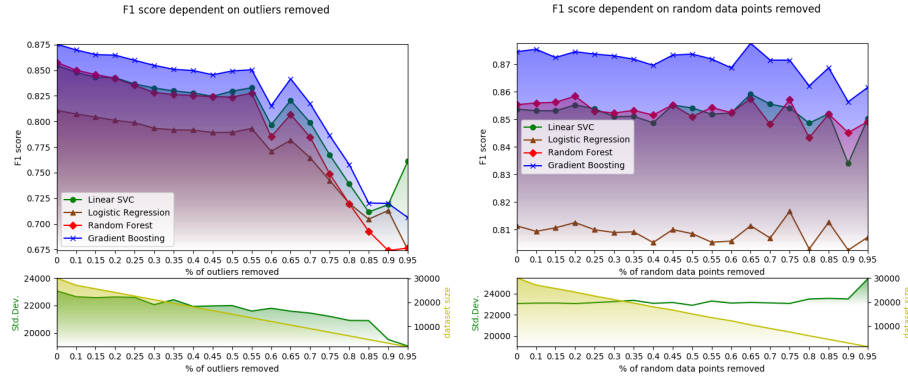 F1 score dependent on outliers removed
0.875
0.850
0.825
0.800
0.775
0.750
0.725
0.700
0.675
F1 score
Linear SVC
Logistic Regression
Random Forest
Gradient Boosting
0 0.1 0.15 0.2 0.25 0.3 0.35 0.4 0.45 0.5 0.55 0.6 0.65 0.7 0.75 0.8 0.85 0.9 0.95
% of outliers removed
24000
22000
20000
Std.Dev.
30000
20000
10000
dataset size
0 0.1 0.15 0.2 0.25 0.3 0.35 0.4 0.45 0.5 0.55 0.6 0.65 0.7 0.75 0.8 0.85 0.9 0.95
% of outliers removed
F1 score dependent on random data points removed
0.87
0.86
0.85
0.84
0.83
0.82
0.81
F1 score
Linear SVC
Logistic Regression
Random Forest
Gradient Boosting
0 0.1 0.15 0.2 0.25 0.3 0.35 0.4 0.45 0.5 0.55 0.6 0.65 0.7 0.75 0.8 0.85 0.9 0.95
% of random data points removed
24000
22000
20000
Std.Dev.
30000
20000
10000
dataset size
0 0.1 0.15 0.2 0.25 0.3 0.35 0.4 0.45 0.5 0.55 0.6 0.65 0.7 0.75 0.8 0.85 0.9 0.95
% of random data points removed